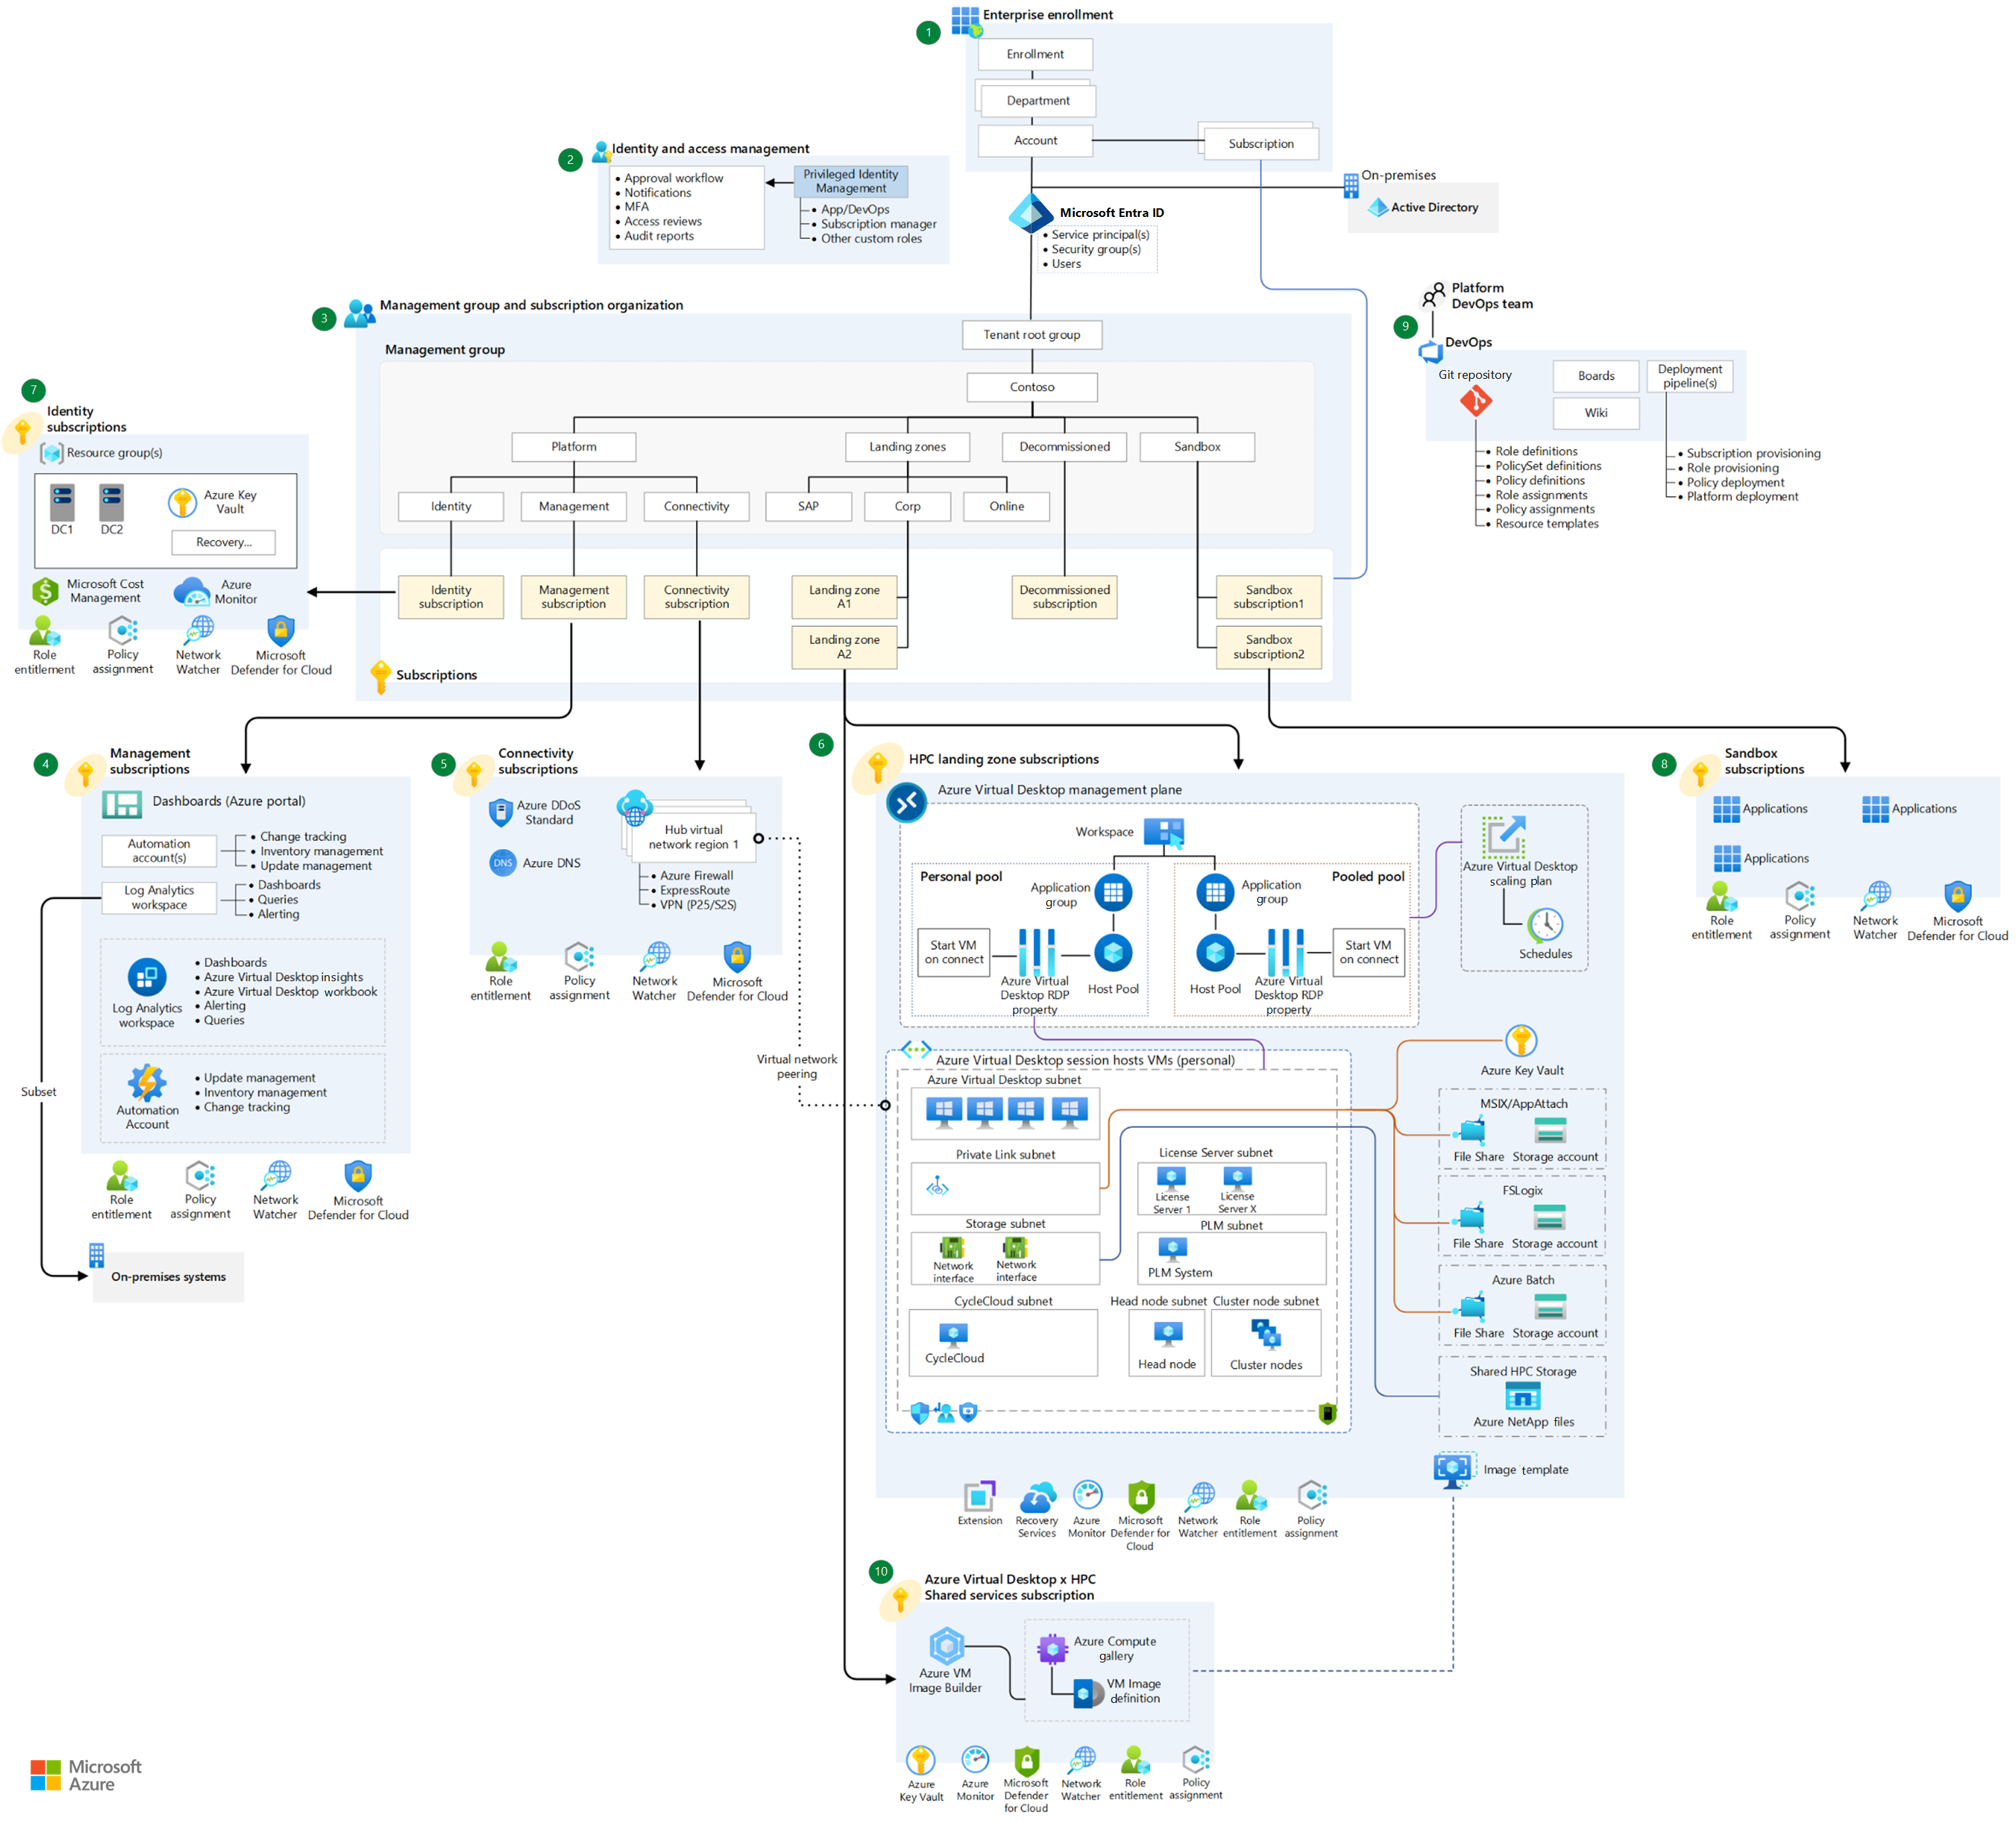 1
Enterprise enrollment
Enrollment
Department
Account
Subscription
2
Identity and access management
• Approval workflow
• Notifications
• MFA
• Access reviews
• Audit reports
Privileged Identity
Management
• App/DevOps
• Subscription manager
• Other custom roles
Microsoft Entra ID
• Service principal(s)
• Security group(s)
• Users
On-premises
Active Directory
3
Management group and subscription organization
Tenant root group
Management group
Contoso
Platform
Landing zones
Decommissioned
Sandbox
Identity
Management
Connectivity
SAP
Corp
Online
Identity
subscription
Management
subscription
Connectivity
subscription
Landing zone
A1
Landing zone
A2
Decommissioned
subscription
Sandbox
subscription1
Sandbox
subscription2
Subscriptions
Platform
DevOps team
9
DevOps
Git repository
• Role definitions
• PolicySet definitions
• Policy definitions
• Role assignments
• Policy assignments
• Resource templates
Boards
Wiki
Deployment
pipeline(s)
• Subscription provisioning
• Role provisioning
• Policy deployment
• Platform deployment
7
Identity
subscriptions
Resource group(s)
DC1
DC2
Azure Key
Vault
Recovery...
Microsoft Cost
Management
Azure
Monitor
Role
entitlement
Policy
assignment
Network
Watcher
Microsoft
Defender for Cloud
4
Management
subscriptions
Dashboards (Azure portal)
Automation
account(s)
• Change tracking
• Inventory management
• Update management
Log Analytics
workspace
• Dashboards
• Queries
• Alerting
Log Analytics
workspace
• Dashboards
• Azure Virtual Desktop insights
• Azure Virtual Desktop workbook
• Alerting
• Queries
Automation
Account
• Update management
• Inventory management
• Change tracking
Subset
Role
entitlement
Policy
assignment
Network
Watcher
Microsoft
Defender for Cloud
On-premises systems
5
Connectivity
subscriptions
Azure DDoS
Standard
DNS
Azure DNS
Hub virtual
network region 1
• Azure Firewall
• ExpressRoute
• VPN (P25/S2S)
Role
entitlement
Policy
assignment
Network
Watcher
Microsoft
Defender for Cloud
Virtual network
peering
6
HPC landing zone subscriptions
Azure Virtual Desktop management plane
Workspace
Personal pool
Application
group
Start VM
on connect
Azure Virtual
Desktop RDP
property
Host Pool
Pooled pool
Application
group
Host Pool
Azure Virtual
Desktop RDP
property
Start VM
on connect
Azure Virtual Desktop
scaling plan
Schedules
Azure Virtual Desktop session hosts VMs (personal)
Azure Virtual Desktop subnet
Private Link subnet
License Server subnet
License
Server 1
License
Server X
Storage subnet
Network
interface
Network
interface
PLM subnet
PLM System
CycleCloud subnet
CycleCloud
Head node subnet
Head node
Cluster node subnet
Cluster nodes
Azure Key Vault
MSIX/AppAttach
File Share
Storage account
FSLogix
File Share
Storage account
Azure Batch
File Share
Storage account
Shared HPC Storage
Azure NetApp files
Image template
Extension
Recovery
Services
Azure
Monitor
Microsoft
Defender for
Cloud
Network
Watcher
Role
entitlement
Policy
assignment
8
Sandbox
subscriptions
Applications
Applications
Applications
Role
entitlement
Policy
assignment
Network
Watcher
Microsoft
Defender for Cloud
10
Azure Virtual Desktop x HPC
Shared services subscription
Azure VM
Image Builder
Azure Compute
gallery
VM Image
definition
Azure
Key Vault
Azure
Monitor
Microsoft
Defender
for Cloud
Network
Watcher
Role
entitlement
Policy
assignment
Microsoft
Azure